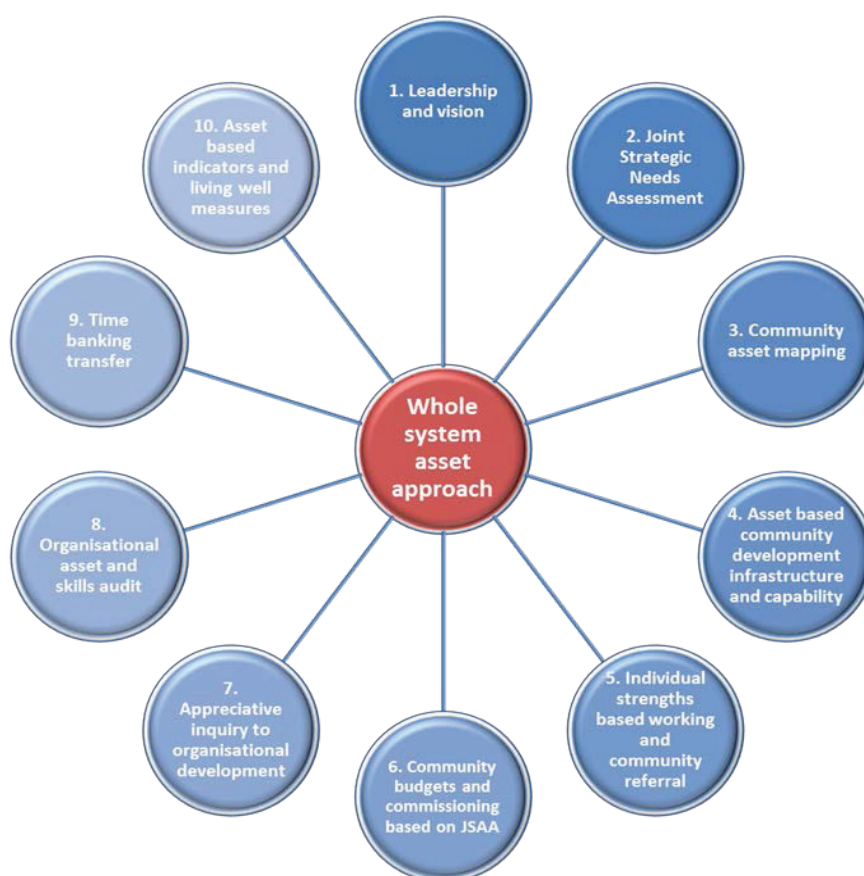 1. Leadership
and vision
2. Joint
Strategic
Needs
Assessment
3. Community
asset mapping
4. Asset based
community
development
infrastructure
and capability
5. Individual
strengths
based working
and
community
referral
6. Community
budgets and
commissioning
based on JSAA
7.
Appreciative
inquiry to
organisational
development
8.
Organisational
asset and
skills audit
9. Time
banking
transfer
10. Asset
based
indicators and
living well
measures
Whole
system
asset
approach